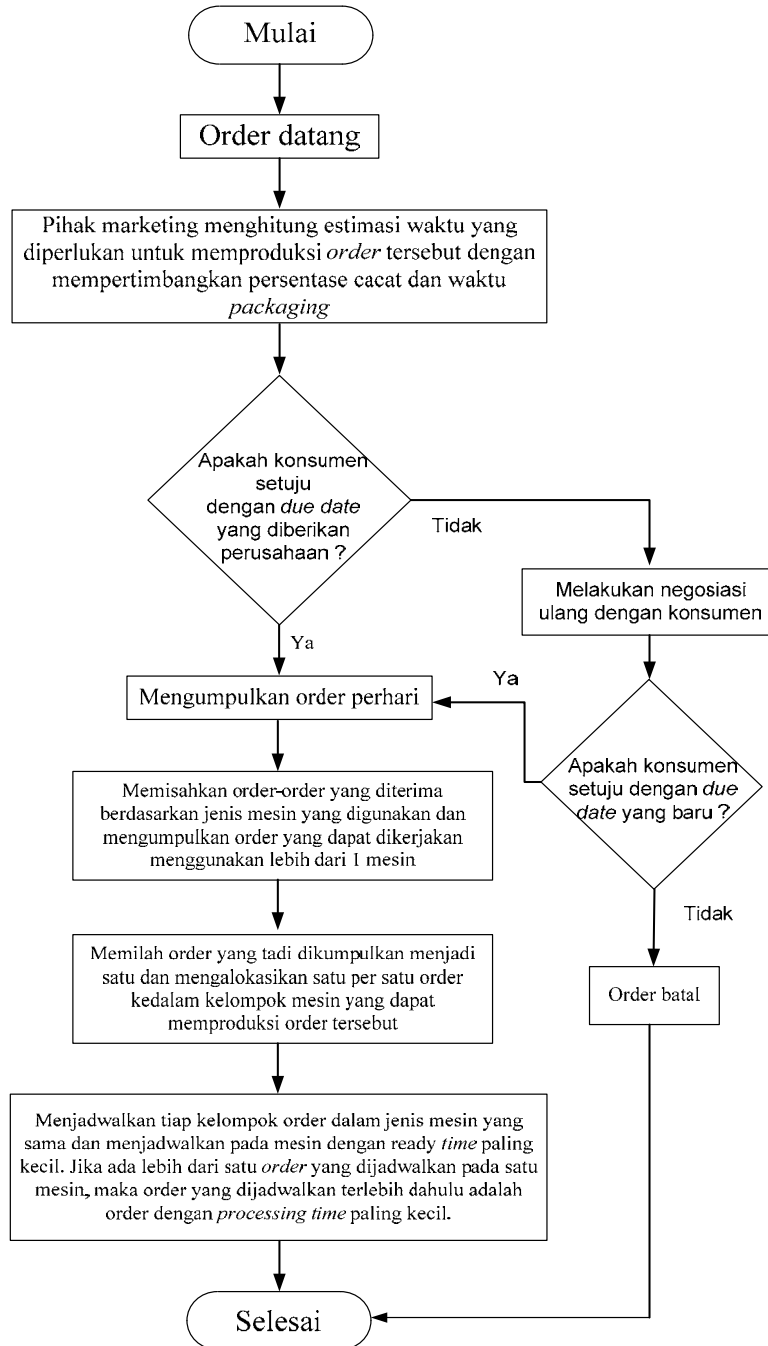 Mulai
Order datang
Pihak marketing menghitung estimasi waktu yang
diperlukan untuk memproduksi order tersebut dengan
mempertimbangkan persentase cacat dan waktu
packaging
Apakah konsumen
setuju
dengan due date
yang diberikan
perusahaan ?
Tidak
Melakukan negosiasi
ulang dengan konsumen
Ya
Ya
Mengumpulkan order perhari
Apakah konsumen
setuju dengan due
date yang baru ?
Memisahkan order-order yang diterima
berdasarkan jenis mesin yang digunakan dan
mengumpulkan order yang dapat dikerjakan
menggunakan lebih dari 1 mesin
Tidak
Memilah order yang tadi dikumpulkan menjadi
satu dan mengalokasikan satu per satu order
kedalam kelompok mesin yang dapat
memproduksi order tersebut
Order batal
Menjadwalkan tiap kelompok order dalam jenis mesin yang
sama dan menjadwalkan pada mesin dengan ready time paling
kecil. Jika ada lebih dari satu order yang dijadwalkan pada satu
mesin, maka order yang dijadwalkan terlebih dahulu adalah
order dengan processing time paling kecil.
Selesai